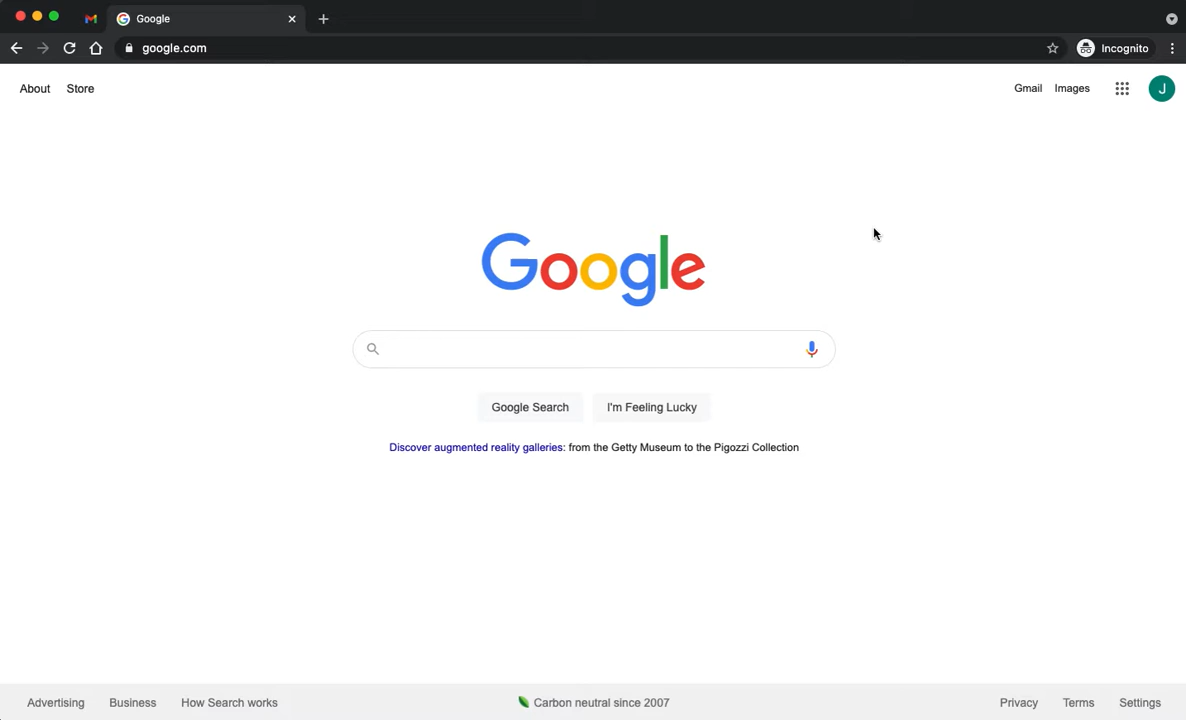 Google
google.com
Incognito
About Store
Gmail Images
J
Google
Google Search I'm Feeling Lucky
Discover augmented reality galleries: from the Getty Museum to the Pigozzi Collection
Advertising Business How Search works
Carbon neutral since 2007
Privacy Terms Settings